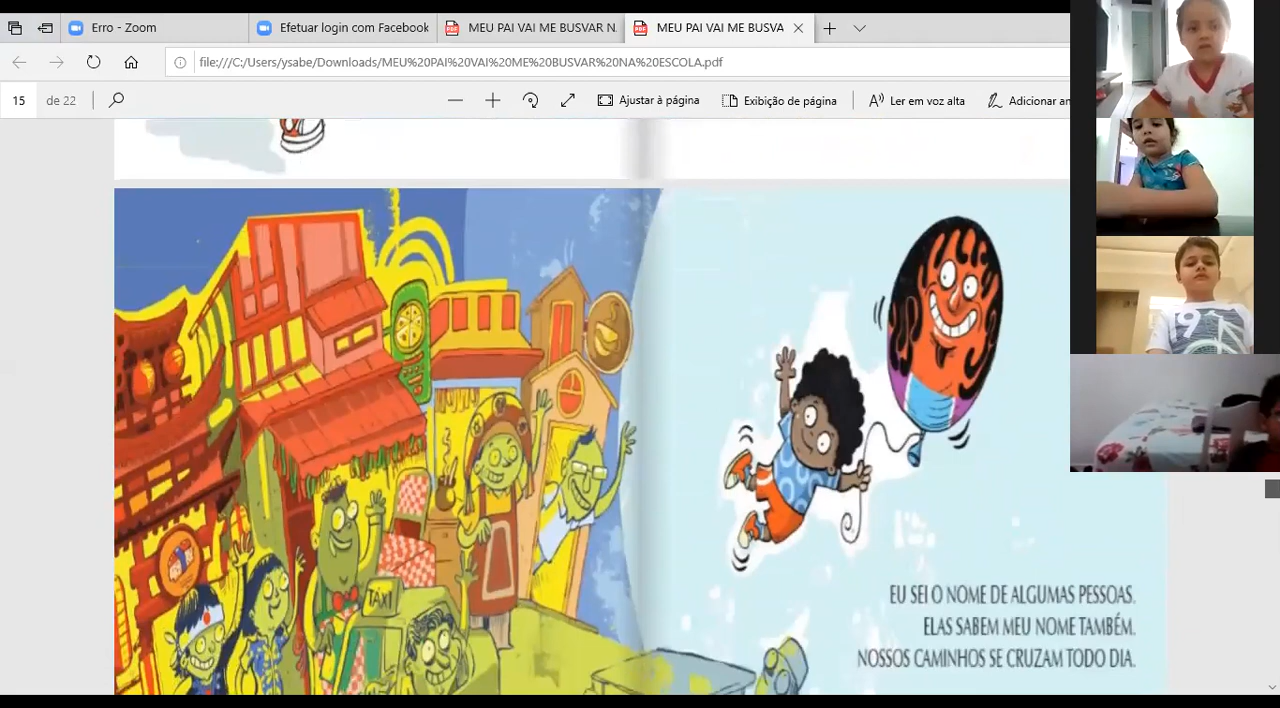 Erro - Zoom
Efetuar login com Facebook
MEU PAI VAI ME BUSVAR N
MEU PAI VAI ME BUSVA
file:///C:/Users/ysabe/Downloads/MEU%20PAI%20VAI%20ME%20BUSVAR%20NA%20ESCOLA.pdf
15 de 22
Ajustar à página
Exibição de página
Ler em voz alta
Adicionar an
TÁXI
EU SEI O NOME DE ALGUMAS PESSOAS.
ELAS SABEM MEU NOME TAMBÉM.
NOSSOS CAMINHOS SE CRUZAM TODO DIA.
9